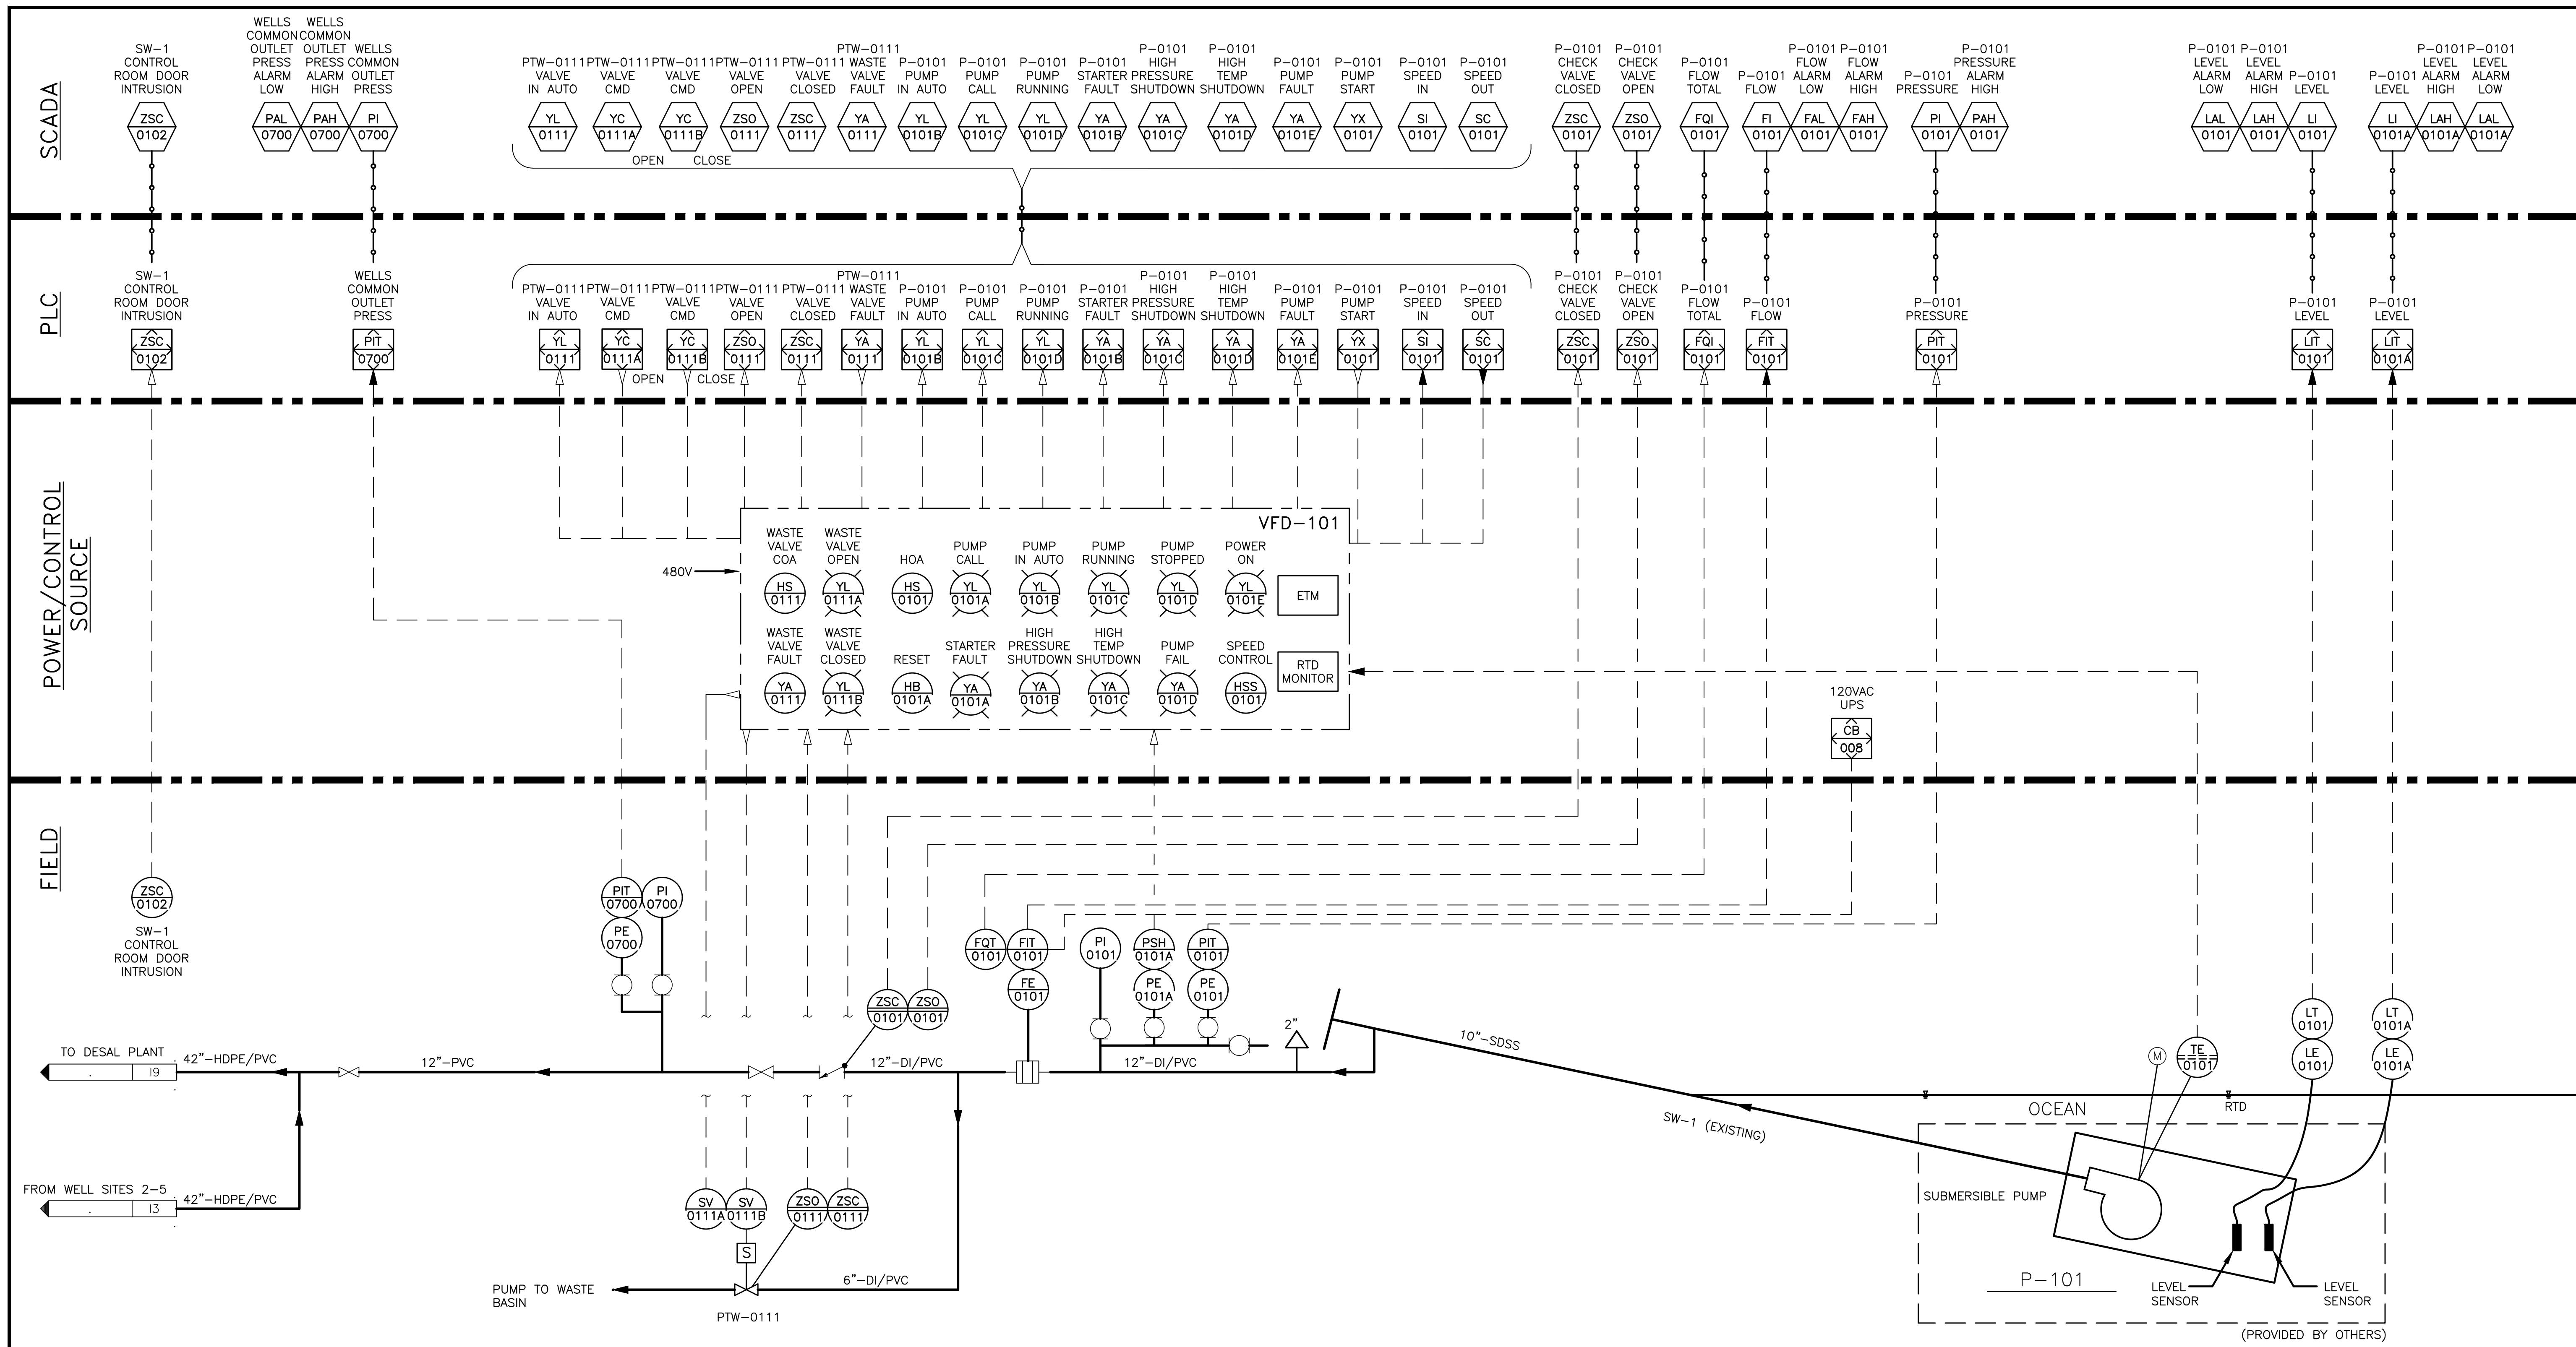 SCADA
SW-1
CONTROL
ROOM DOOR
INTRUSION
ZSC
0102
WELLS
COMMON
OUTLET
PRESS
ALARM
LOW
PAL
0700
WELLS
COMMON
OUTLET
PRESS
ALARM
HIGH
PAH
0700
WELLS
COMMON
OUTLET
PRESS
PI
0700
PTW-0111
VALVE
IN AUTO
YL
0111
PTW-0111
VALVE
CMD
YC
0111A
OPEN
PTW-0111
VALVE
CMD
YC
0111B
CLOSE
PTW-0111
VALVE
OPEN
ZSO
0111
PTW-0111
VALVE
CLOSED
ZSC
0111
PTW-0111
WASTE
VALVE
FAULT
YA
0111
P-0101
PUMP
IN AUTO
YL
0101B
P-0101
PUMP
CALL
YL
0101C
P-0101
PUMP
RUNNING
YL
0101D
P-0101
STARTER
FAULT
YA
0101B
P-0101
HIGH
PRESSURE
SHUTDOWN
YA
0101C
P-0101
HIGH
TEMP
SHUTDOWN
YA
0101D
P-0101
PUMP
FAULT
YA
0101E
P-0101
PUMP
START
YX
0101
P-0101
SPEED
IN
SI
0101
P-0101
SPEED
OUT
SC
0101
P-0101
CHECK
VALVE
CLOSED
ZSC
0101
P-0101
CHECK
VALVE
OPEN
ZSO
0101
P-0101
FLOW
TOTAL
FQI
0101
P-0101
FLOW
FI
0101
P-0101
FLOW
ALARM
LOW
FAL
0101
P-0101
FLOW
ALARM
HIGH
FAH
0101
P-0101
PRESSURE
PI
0101
P-0101
PRESSURE
ALARM
HIGH
PAH
0101
P-0101
LEVEL
ALARM
LOW
LAL
0101
P-0101
LEVEL
ALARM
HIGH
LAH
0101
P-0101
LEVEL
LI
0101
P-0101
LEVEL
LI
0101A
P-0101
LEVEL
ALARM
HIGH
LAH
0101A
P-0101
LEVEL
ALARM
LOW
LAL
0101A
PLC
SW-1
CONTROL
ROOM DOOR
INTRUSION
ZSC
0102
WELLS
COMMON
OUTLET
PRESS
PIT
0700
PTW-0111
VALVE
IN AUTO
YL
0111
PTW-0111
VALVE
CMD
YC
0111A
OPEN
PTW-0111
VALVE
CMD
YC
0111B
CLOSE
PTW-0111
VALVE
OPEN
ZSO
0111
PTW-0111
VALVE
CLOSED
ZSC
0111
PTW-0111
WASTE
VALVE
FAULT
YA
0111
P-0101
PUMP
IN AUTO
YL
0101B
P-0101
PUMP
CALL
YL
0101C
P-0101
PUMP
RUNNING
YL
0101D
P-0101
STARTER
FAULT
YA
0101B
P-0101
HIGH
PRESSURE
SHUTDOWN
YA
0101C
P-0101
HIGH
TEMP
SHUTDOWN
YA
0101D
P-0101
PUMP
FAULT
YA
0101E
P-0101
PUMP
START
YX
0101
P-0101
SPEED
IN
SI
0101
P-0101
SPEED
OUT
SC
0101
P-0101
CHECK
VALVE
CLOSED
ZSC
0101
P-0101
CHECK
VALVE
OPEN
ZSO
0101
P-0101
FLOW
TOTAL
FQI
0101
P-0101
FLOW
FIT
0101
P-0101
PRESSURE
PIT
0101
P-0101
LEVEL
LIT
0101
P-0101
LEVEL
LIT
0101A
POWER/CONTROL
SOURCE
480V
VFD-101
WASTE
VALVE
COA
HS
0111
WASTE
VALVE
OPEN
YL
0111A
HOA
HS
0101
PUMP
CALL
YL
0101A
PUMP
IN AUTO
YL
0101B
PUMP
RUNNING
YL
0101C
PUMP
STOPPED
YL
0101D
POWER
ON
YL
0101E
ETM
WASTE
VALVE
FAULT
YA
0111
WASTE
VALVE
CLOSED
YL
0111B
RESET
HB
0101A
STARTER
FAULT
YA
0101A
HIGH
PRESSURE
SHUTDOWN
YA
0101B
HIGH
TEMP
SHUTDOWN
YA
0101C
PUMP
FAIL
YA
0101D
SPEED
CONTROL
HSS
0101
RTD
MONITOR
120VAC
UPS
CB
008
FIELD
ZSC
0102
SW-1
CONTROL
ROOM DOOR
INTRUSION
PIT
0700
PI
0700
PE
0700
ZSC
0101
ZSO
0101
FQT
0101
FIT
0101
FE
0101
PI
0101
PSH
0101A
PE
0101A
PIT
0101
PE
0101
2"
TO DESAL PLANT
19
42"-HDPE/PVC
12"-PVC
12"-DI/PVC
12"-DI/PVC
10"-SDSS
SW-1 (EXISTING)
FROM WELL SITES 2-5
13
42"-HDPE/PVC
SV
0111A
SV
0111B
ZSO
0111
ZSC
0111
S
6"-DI/PVC
PUMP TO WASTE
BASIN
PTW-0111
M
TE
0101
RTD
LT
0101
LE
0101
LT
0101A
LE
0101A
OCEAN
SUBMERSIBLE PUMP
P-101
LEVEL
SENSOR
LEVEL
SENSOR
(PROVIDED BY OTHERS)